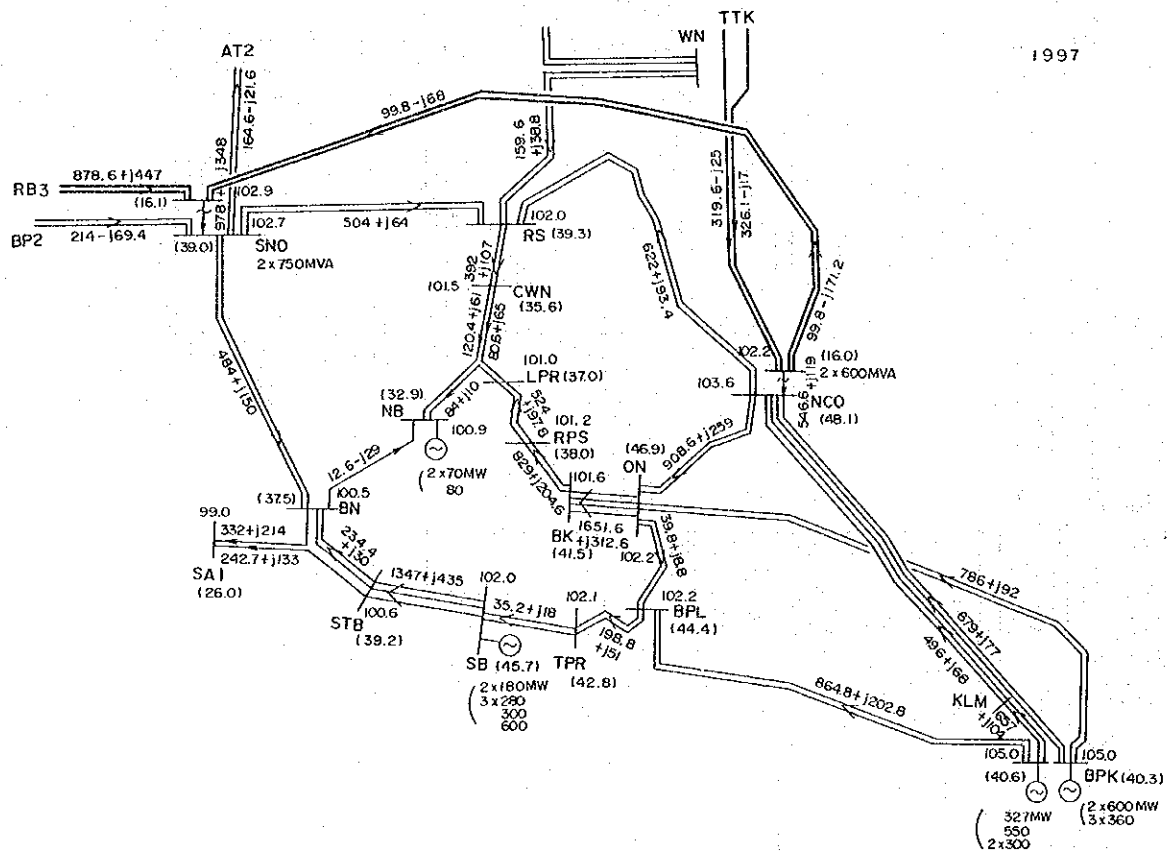 TTK
WN
1997
AT2
164.6-j21.6
99.8-j68
159.6
+j38.8
319.6-j25
326.1-j17
878.6+j447
RB3
(16.1)
978+j348
102.9
214-j69.4
BP2
(39.0)
102.7
SNO
2x750MVA
504+j64
102.0
RS
(39.3)
392
+j107
101.5
CWN
(35.6)
622+j93.4
99.8-j171.2
120.4+j61
80.6+j65
102.2
(16.0)
2x600MVA
546.6+j119
103.6
NCO
(48.1)
101.0
LPR (37.0)
(32.9)
NB
84+j10
524
+j97.8
100.9
(2x70MW
80
101.2
RPS
(38.0)
908.6+j259
(46.9)
ON
829+j204.6
101.6
484+j150
12.6-j29
(37.5)
100.5
BN
1651.6
+j312.6
BK
(41.5)
102.2
39.8+j8.8
99.0
332+j214
242.7+j133
SA1
(26.0)
234.4
+j30
1347+j435
102.0
100.6
STB
(39.2)
35.2+j18
102.1
102.2
BPL
(44.4)
198.8
+j51
TPR
(42.8)
SB
(45.7)
(2x180MW
3x280
300
600
786+j92
679+j77
496+j68
864.8+j202.8
KLM
637
+j104
105.0
(40.6)
105.0
BPK (40.3)
(2x600MW
3x360
(327MW
550
2x300